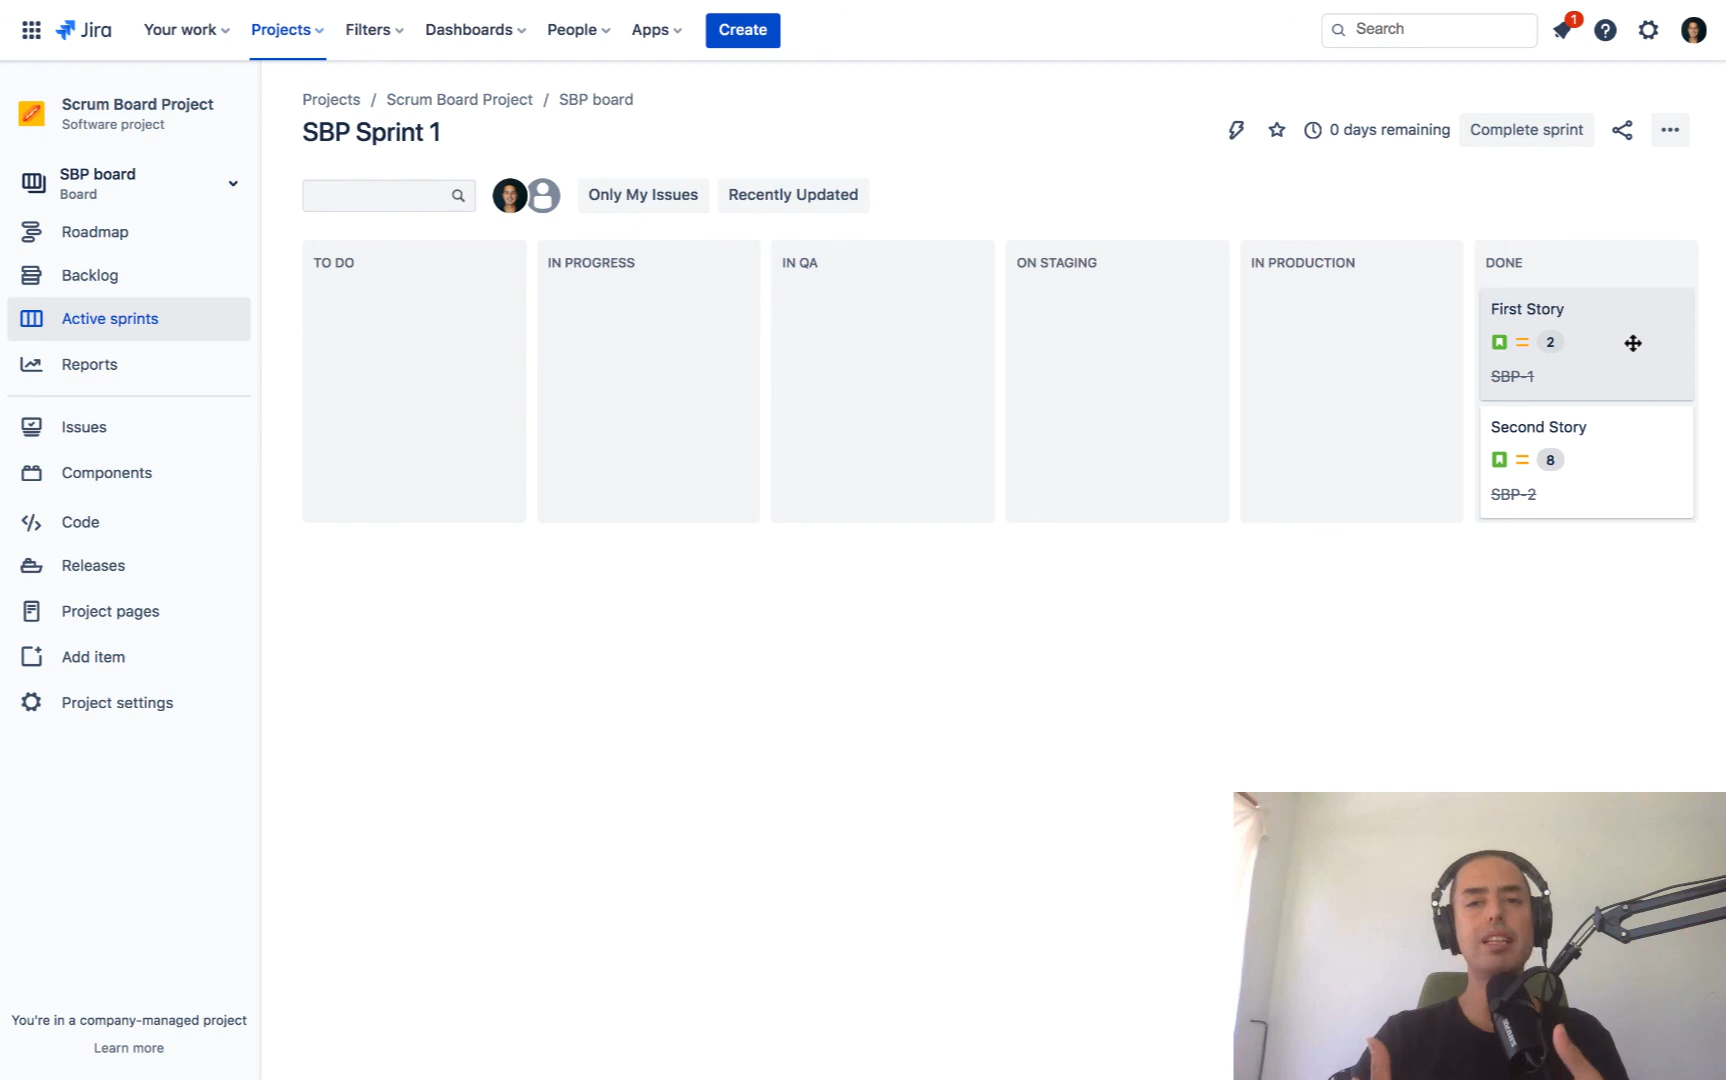 Jira
Your work
Projects
Filters
Dashboards
People
Apps
Create
Search
1
Scrum Board Project
Software project
SBP board
Board
Roadmap
Backlog
Active sprints
Reports
Issues
Components
Code
Releases
Project pages
Add item
Project settings
You're in a company-managed project
Learn more
Projects / Scrum Board Project / SBP board
SBP Sprint 1
0 days remaining
Complete sprint
Only My Issues
Recently Updated
TO DO
IN PROGRESS
IN QA
ON STAGING
IN PRODUCTION
DONE
First Story
2
SBP-1
Second Story
8
SBP-2